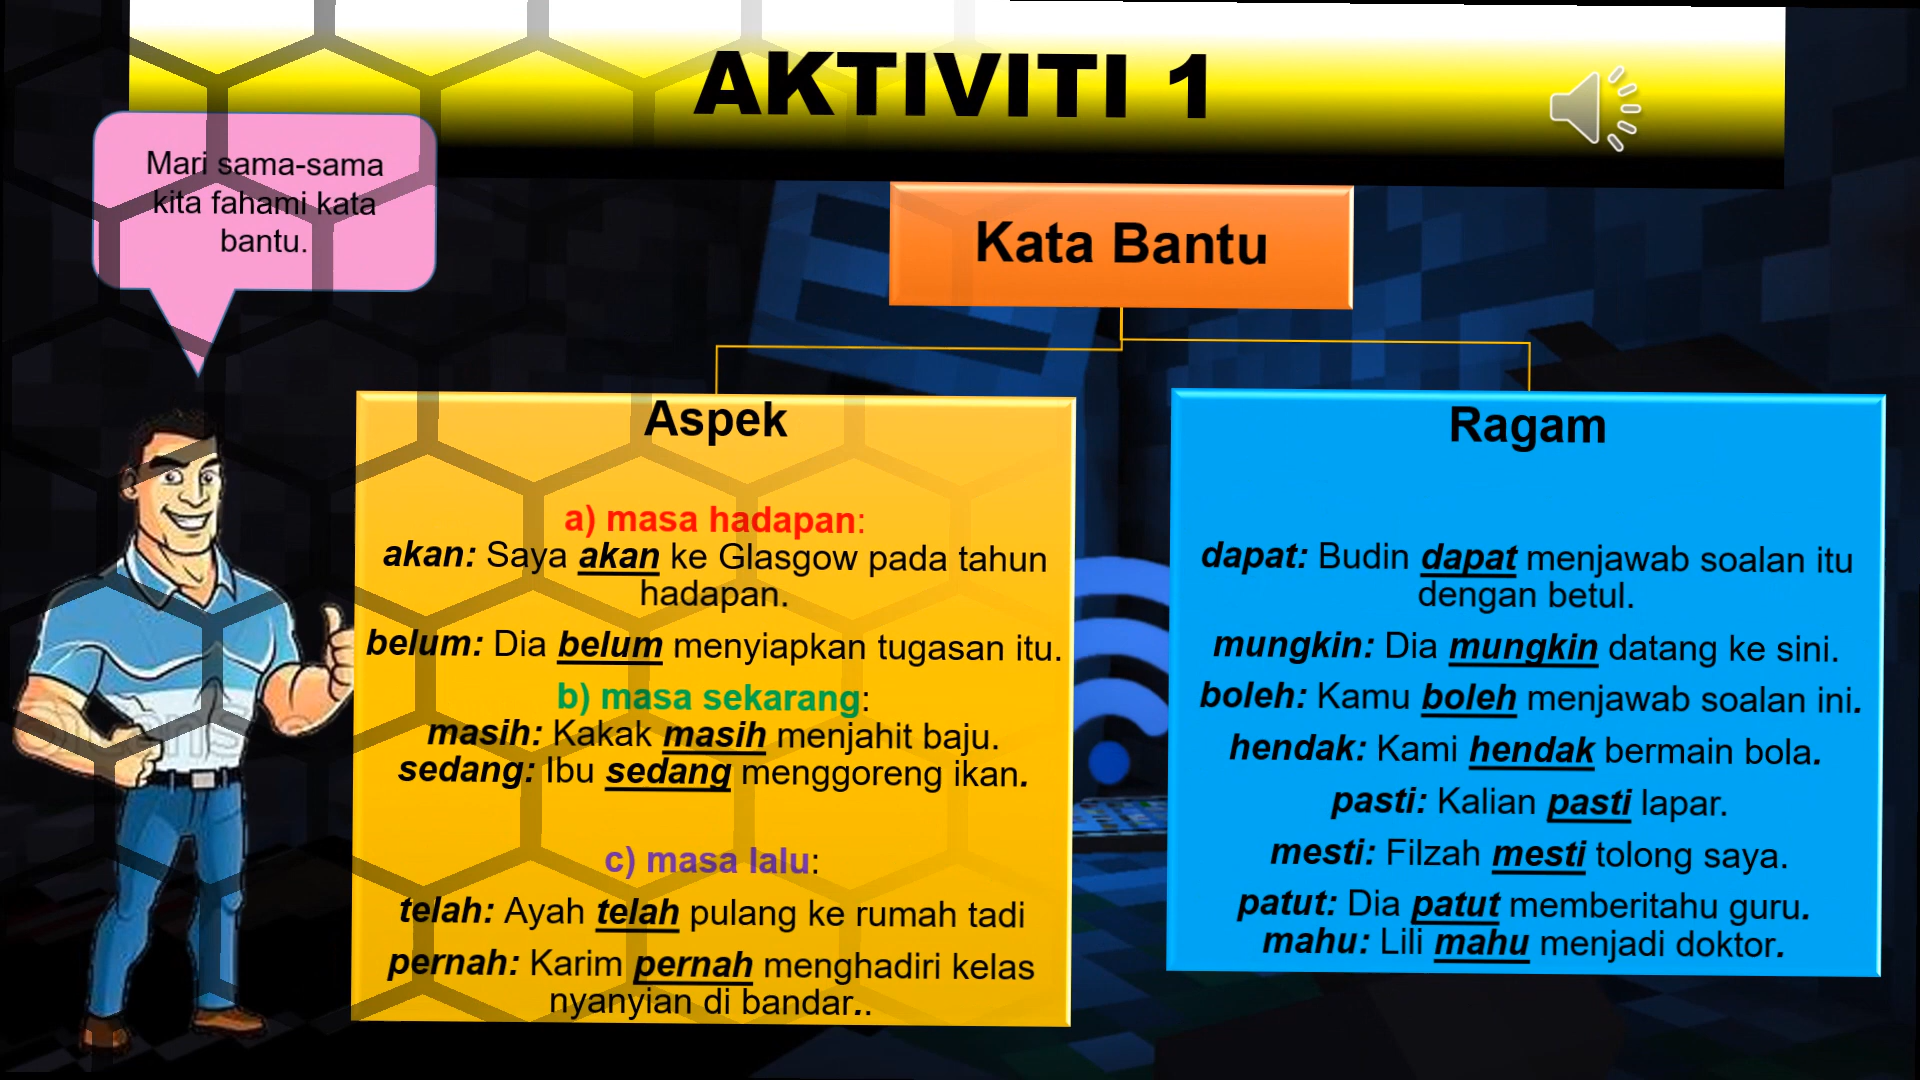 AKTIVITI 1
Mari sama-sama
kita fahami kata
bantu.
Kata Bantu
Aspek
a) masa hadapan:
akan: Saya akan ke Glasgow pada tahun
hadapan.
belum: Dia belum menyiapkan tugasan itu.
b) masa sekarang:
masih: Kakak masih menjahit baju.
sedang: Ibu sedang menggoreng ikan.
c) masa lalu:
telah: Ayah telah pulang ke rumah tadi
pernah: Karim pernah menghadiri kelas
nyanyian di bandar..
Ragam
dapat: Budin dapat menjawab soalan itu
dengan betul.
mungkin: Dia mungkin datang ke sini.
boleh: Kamu boleh menjawab soalan ini.
hendak: Kami hendak bermain bola.
pasti: Kalian pasti lapar.
mesti: Filzah mesti tolong saya.
patut: Dia patut memberitahu guru.
mahu: Lili mahu menjadi doktor.